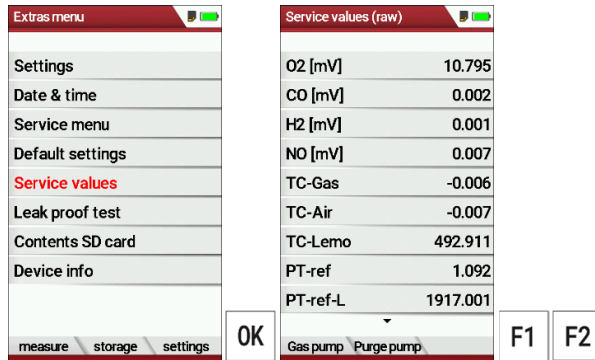 Extras menu
Settings
Date & time
Service menu
Default settings
Service values
Leak proof test
Contents SD card
Device info
measure storage settings
OK
Service values (raw)
O2 [mV] 10.795
CO [mV] 0.002
H2 [mV] 0.001
NO [mV] 0.007
TC-Gas -0.006
TC-Air -0.007
TC-Lemo 492.911
PT-ref 1.092
PT-ref-L 1917.001
Gas pump Purge pump
F1 F2